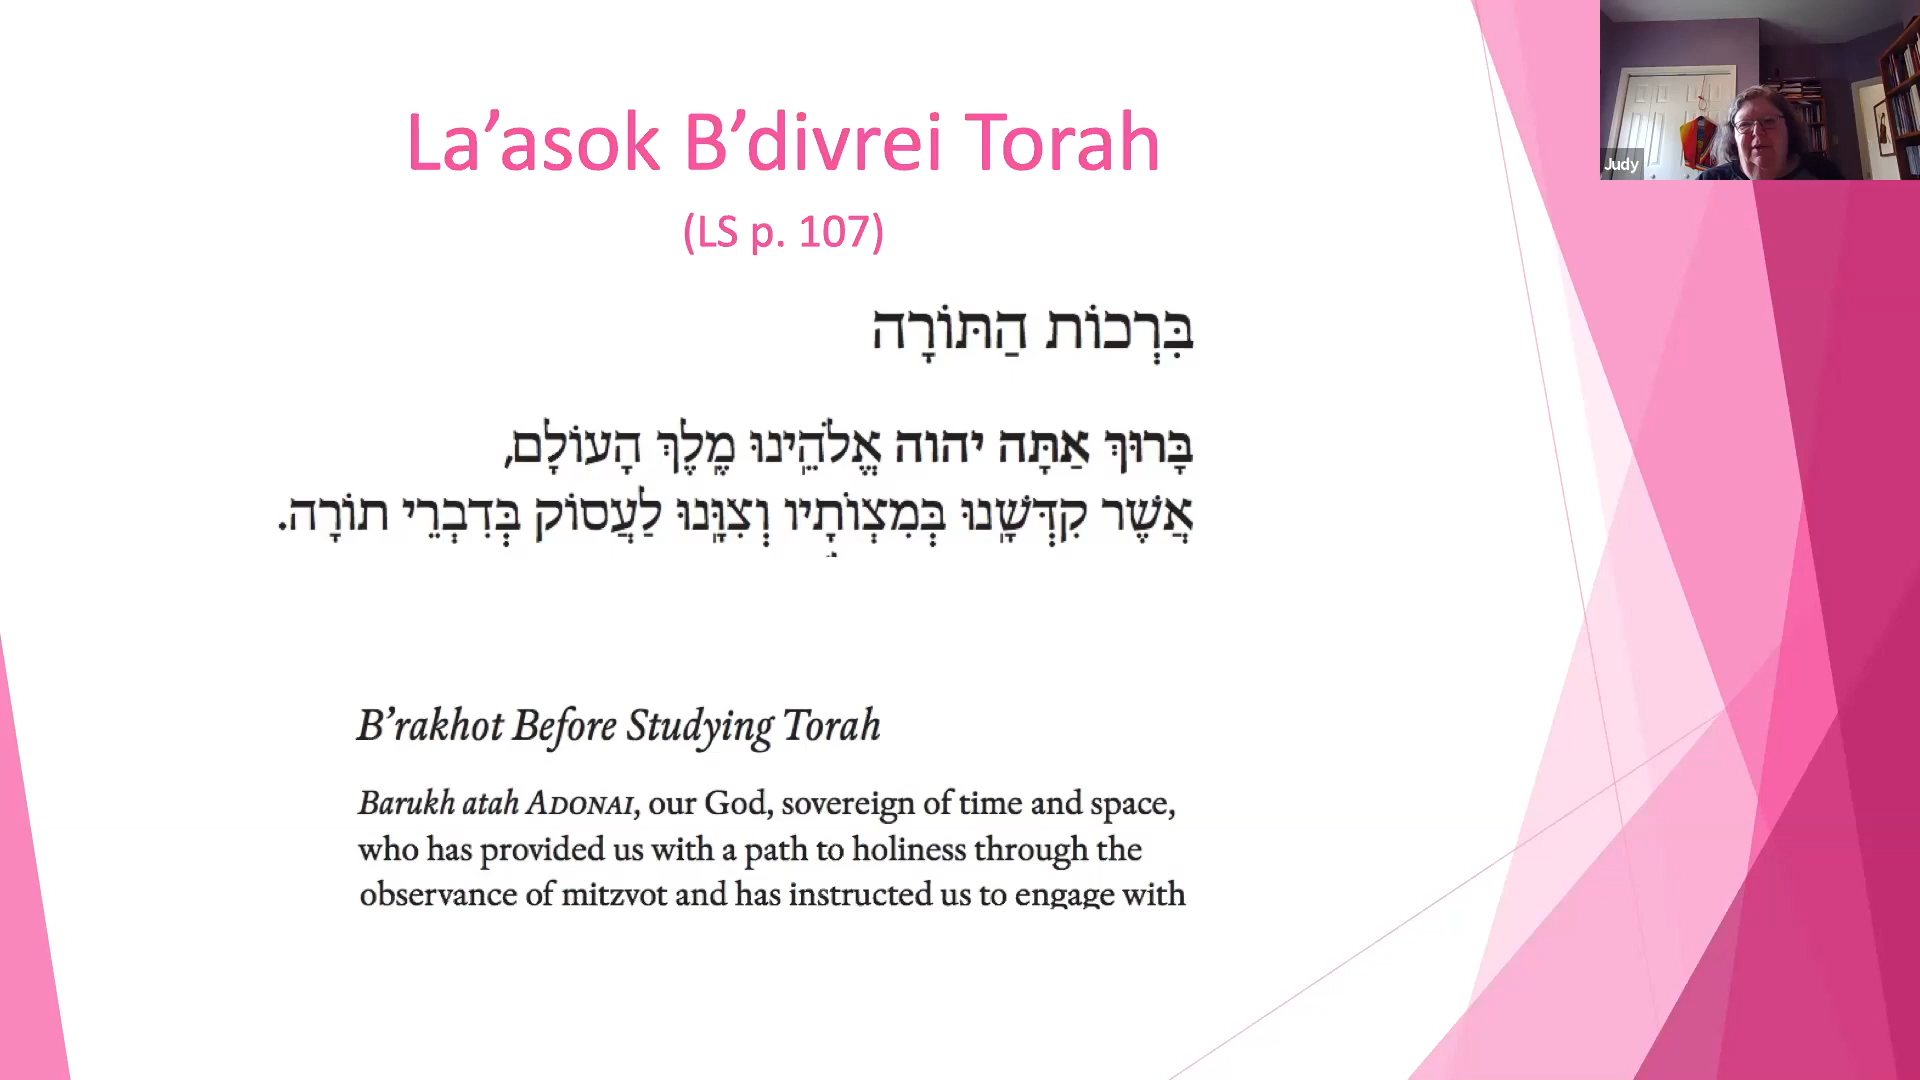 La’asok B’divrei Torah
(LS p. 107)
בִּרְכוֹת הַתּוֹרָה
בָּרוּךְ אַתָּה יהוה אֱלֹהֵֽינוּ מֶֽלֶךְ הָעוֹלָם,
אֲשֶׁר קִדְּשָֽׁנוּ בְּמִצְוֹתָיו וְצִוָּֽנוּ לַעֲסוֹק בְּדִבְרֵי תוֹרָה.
B’rakhot Before Studying Torah
Barukh atah ADONAI, our God, sovereign of time and space,
who has provided us with a path to holiness through the
observance of mitzvot and has instructed us to engage with
Judy